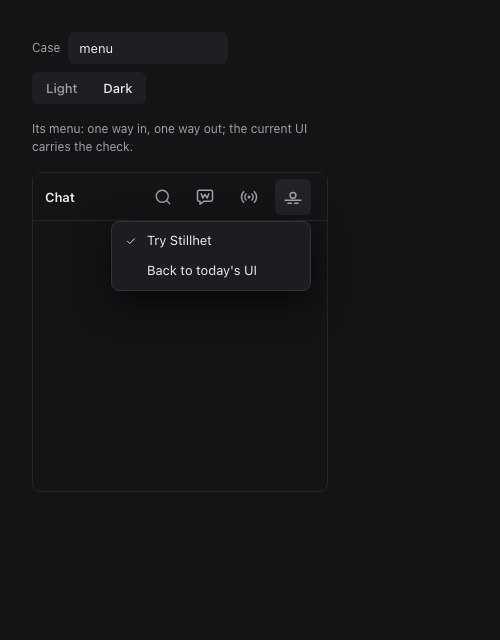 Case menu
Light Dark
Its menu: one way in, one way out; the current UI
carries the check.
Chat
Try Stillhet
Back to today's UI